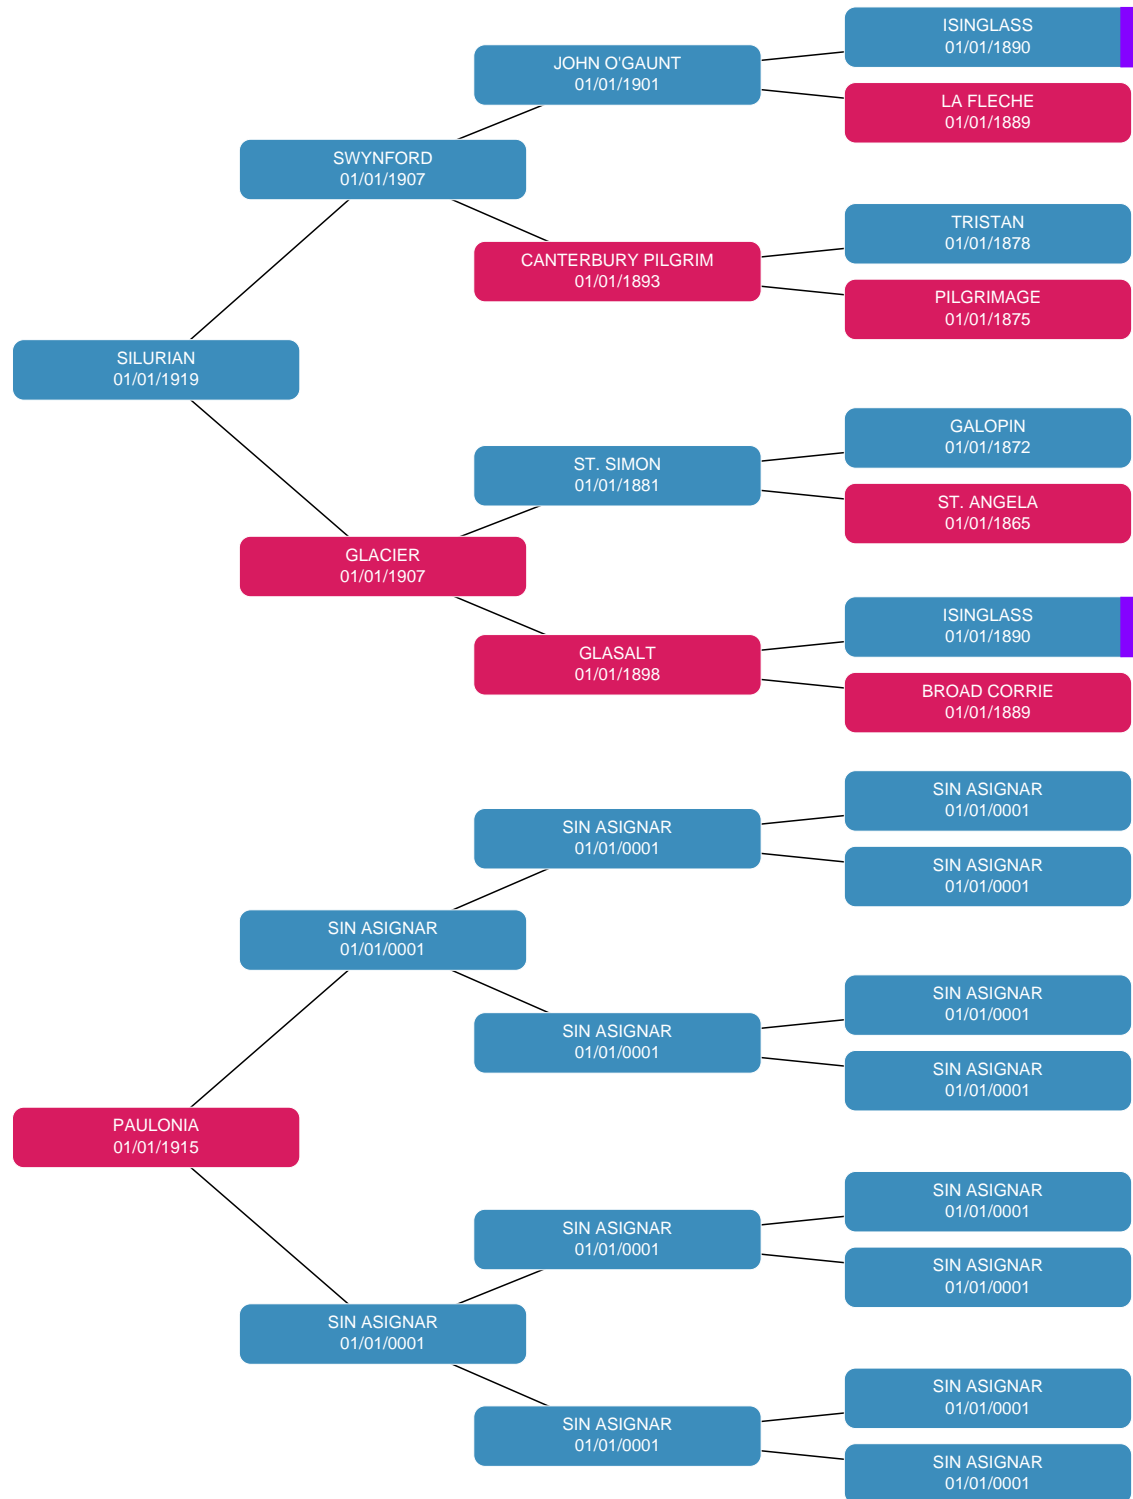 ISINGLASS
01/01/1890
JOHN O'GAUNT
01/01/1901
LA FLECHE
01/01/1889
SWYNFORD
01/01/1907
TRISTAN
01/01/1878
CANTERBURY PILGRIM
01/01/1893
PILGRIMAGE
01/01/1875
SILURIAN
01/01/1919
GALOPIN
01/01/1872
ST. SIMON
01/01/1881
ST. ANGELA
01/01/1865
GLACIER
01/01/1907
ISINGLASS
01/01/1890
GLASALT
01/01/1898
BROAD CORRIE
01/01/1889
SIN ASIGNAR
01/01/0001
SIN ASIGNAR
01/01/0001
SIN ASIGNAR
01/01/0001
SIN ASIGNAR
01/01/0001
SIN ASIGNAR
01/01/0001
SIN ASIGNAR
01/01/0001
SIN ASIGNAR
01/01/0001
PAULONIA
01/01/1915
SIN ASIGNAR
01/01/0001
SIN ASIGNAR
01/01/0001
SIN ASIGNAR
01/01/0001
SIN ASIGNAR
01/01/0001
SIN ASIGNAR
01/01/0001
SIN ASIGNAR
01/01/0001
SIN ASIGNAR
01/01/0001